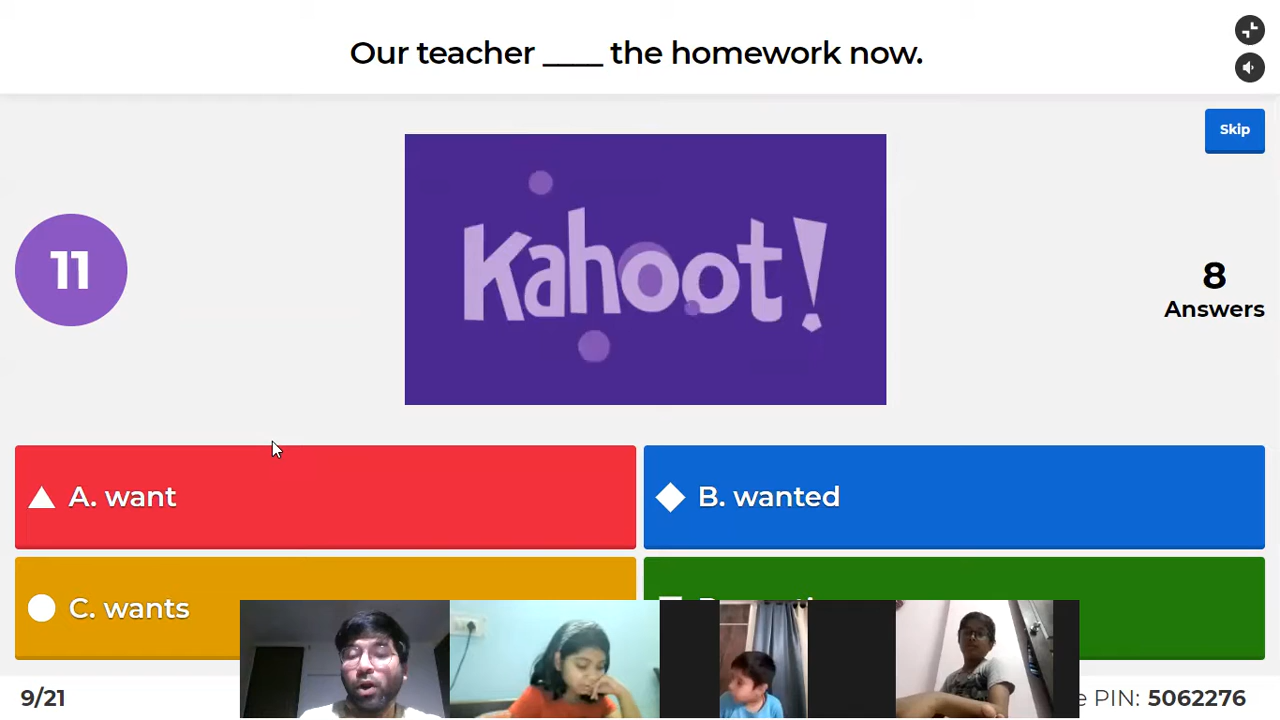 Our teacher ____ the homework now.
Skip
Kahoot!
11
8
Answers
A. want
B. wanted
C. wants
9/21
PIN: 5062276